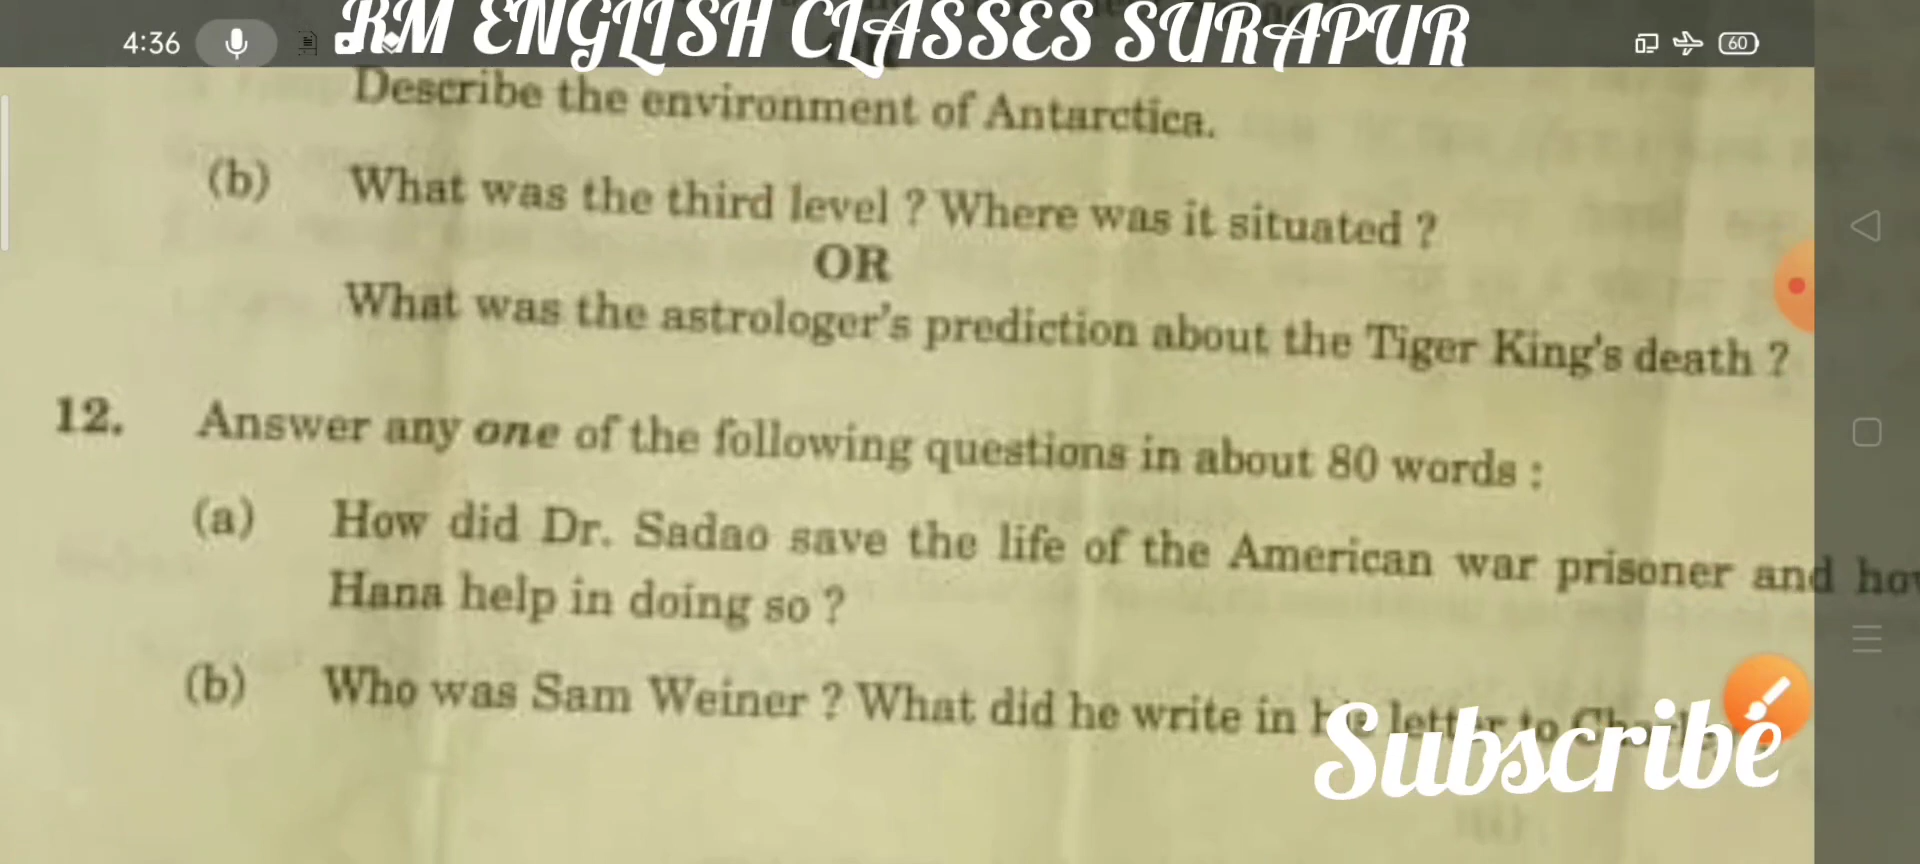 4:36
RM ENGLISH CLASSES SURAPUR
60
Describe the environment of Antarctica.
(b) What was the third level ? Where was it situated ?
OR
What was the astrologer's prediction about the Tiger King's death ?
12. Answer any one of the following questions in about 80 words :
(a) How did Dr. Sadao save the life of the American war prisoner and
Hana help in doing so ?
(b) Who was Sam Weiner ? What did he write in his letter to
Subscribe